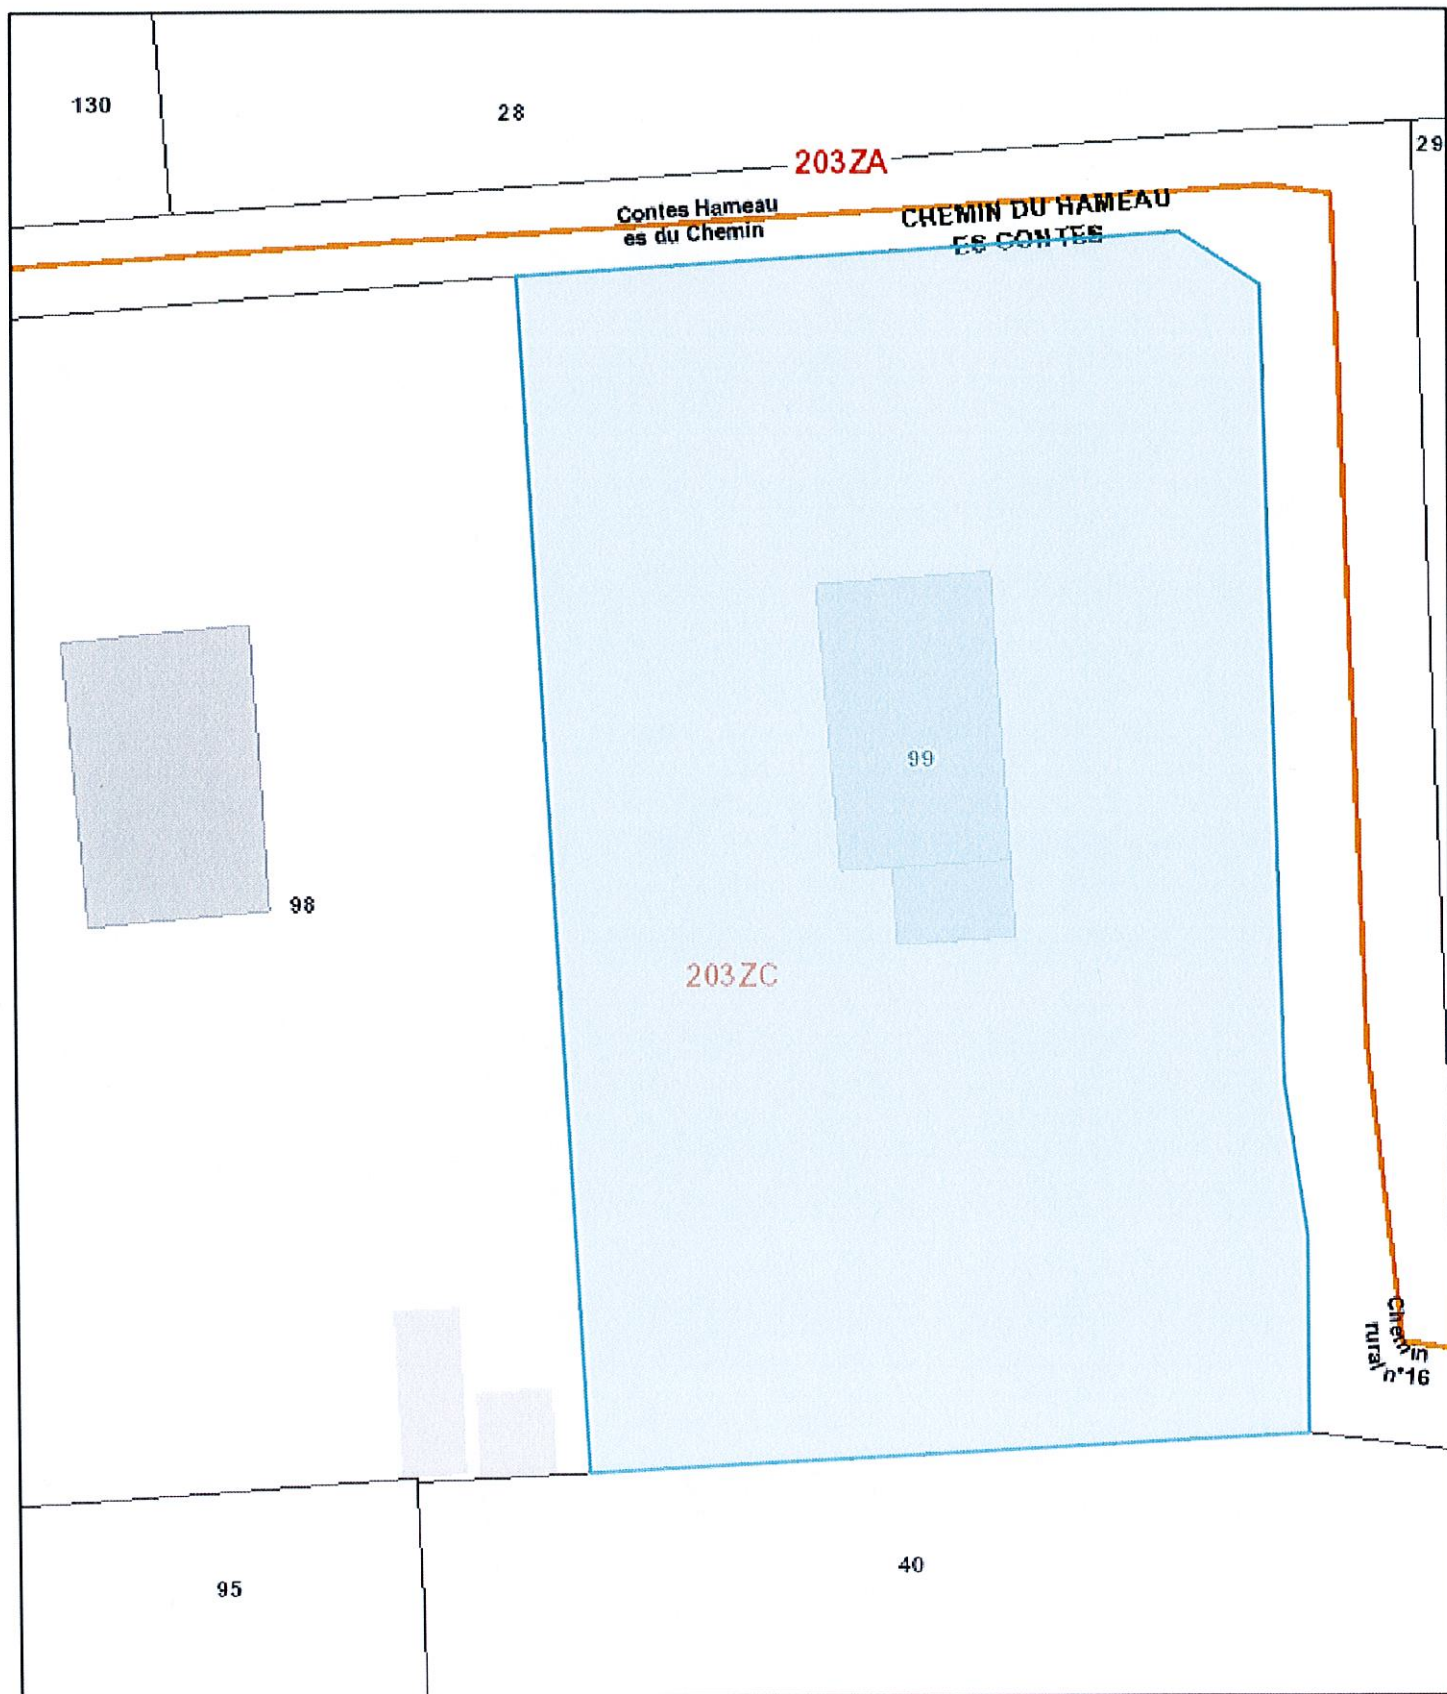 130
28
29
203ZA
Contes Hameau
es du Chemin
CHEMIN DU HAMEAU
ES CONTES
99
98
203ZC
Chemin
rural n°16
40
95